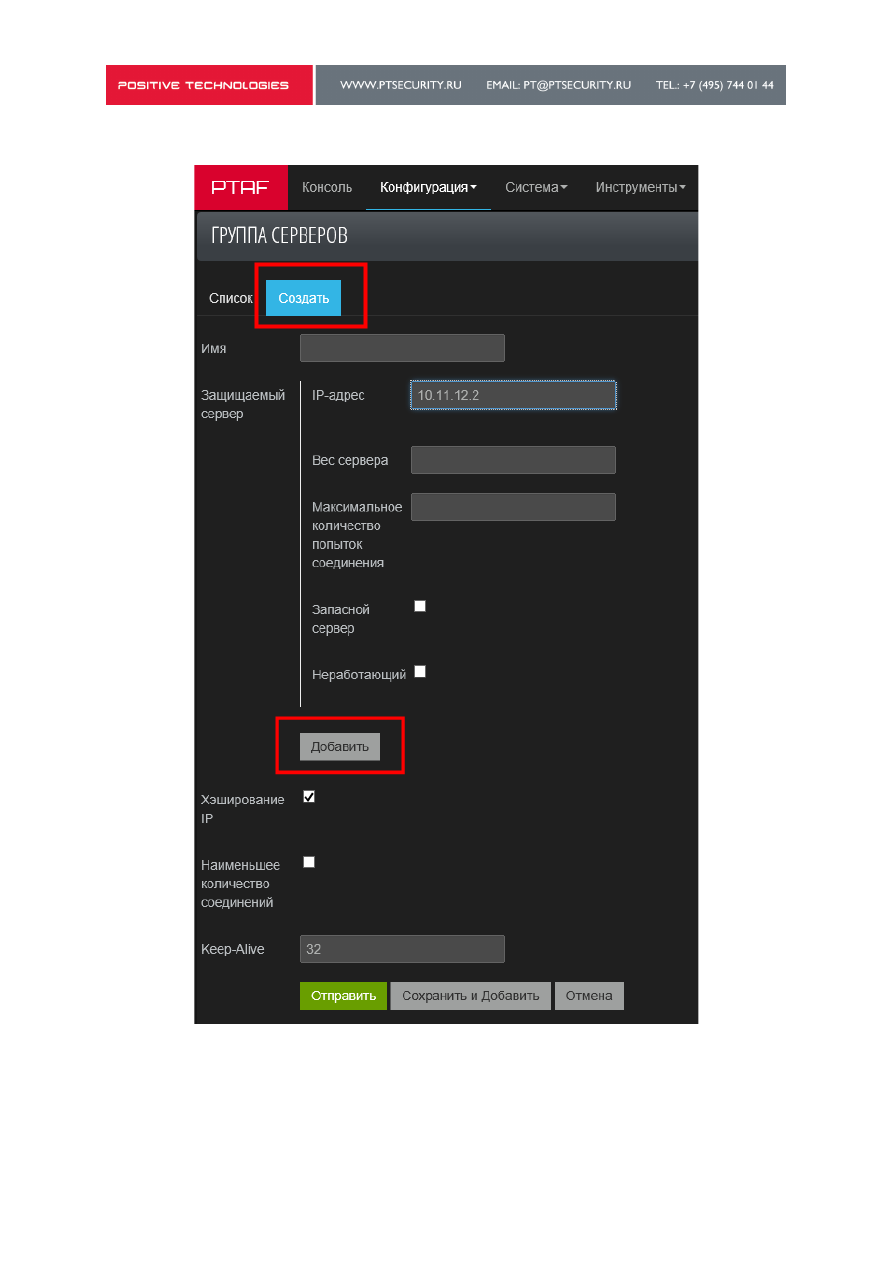 POSITIVE TECHNOLOGIES WWW.PTSECURITY.RU EMAIL: PT@PTSECURITY.RU TEL.: +7 (495) 744 01 44
PTAF Консоль Конфигурация Система Инструменты
ГРУППА СЕРВЕРОВ
Список Создать
Имя
Защищаемый
сервер
IP-адрес 10.11.12.2
Вес сервера
Максимальное
количество
попыток
соединения
Запасной
сервер
Неработающий
Добавить
Хэширование
IP
Наименьшее
количество
соединений
Keep-Alive 32
Отправить Сохранить и Добавить Отмена